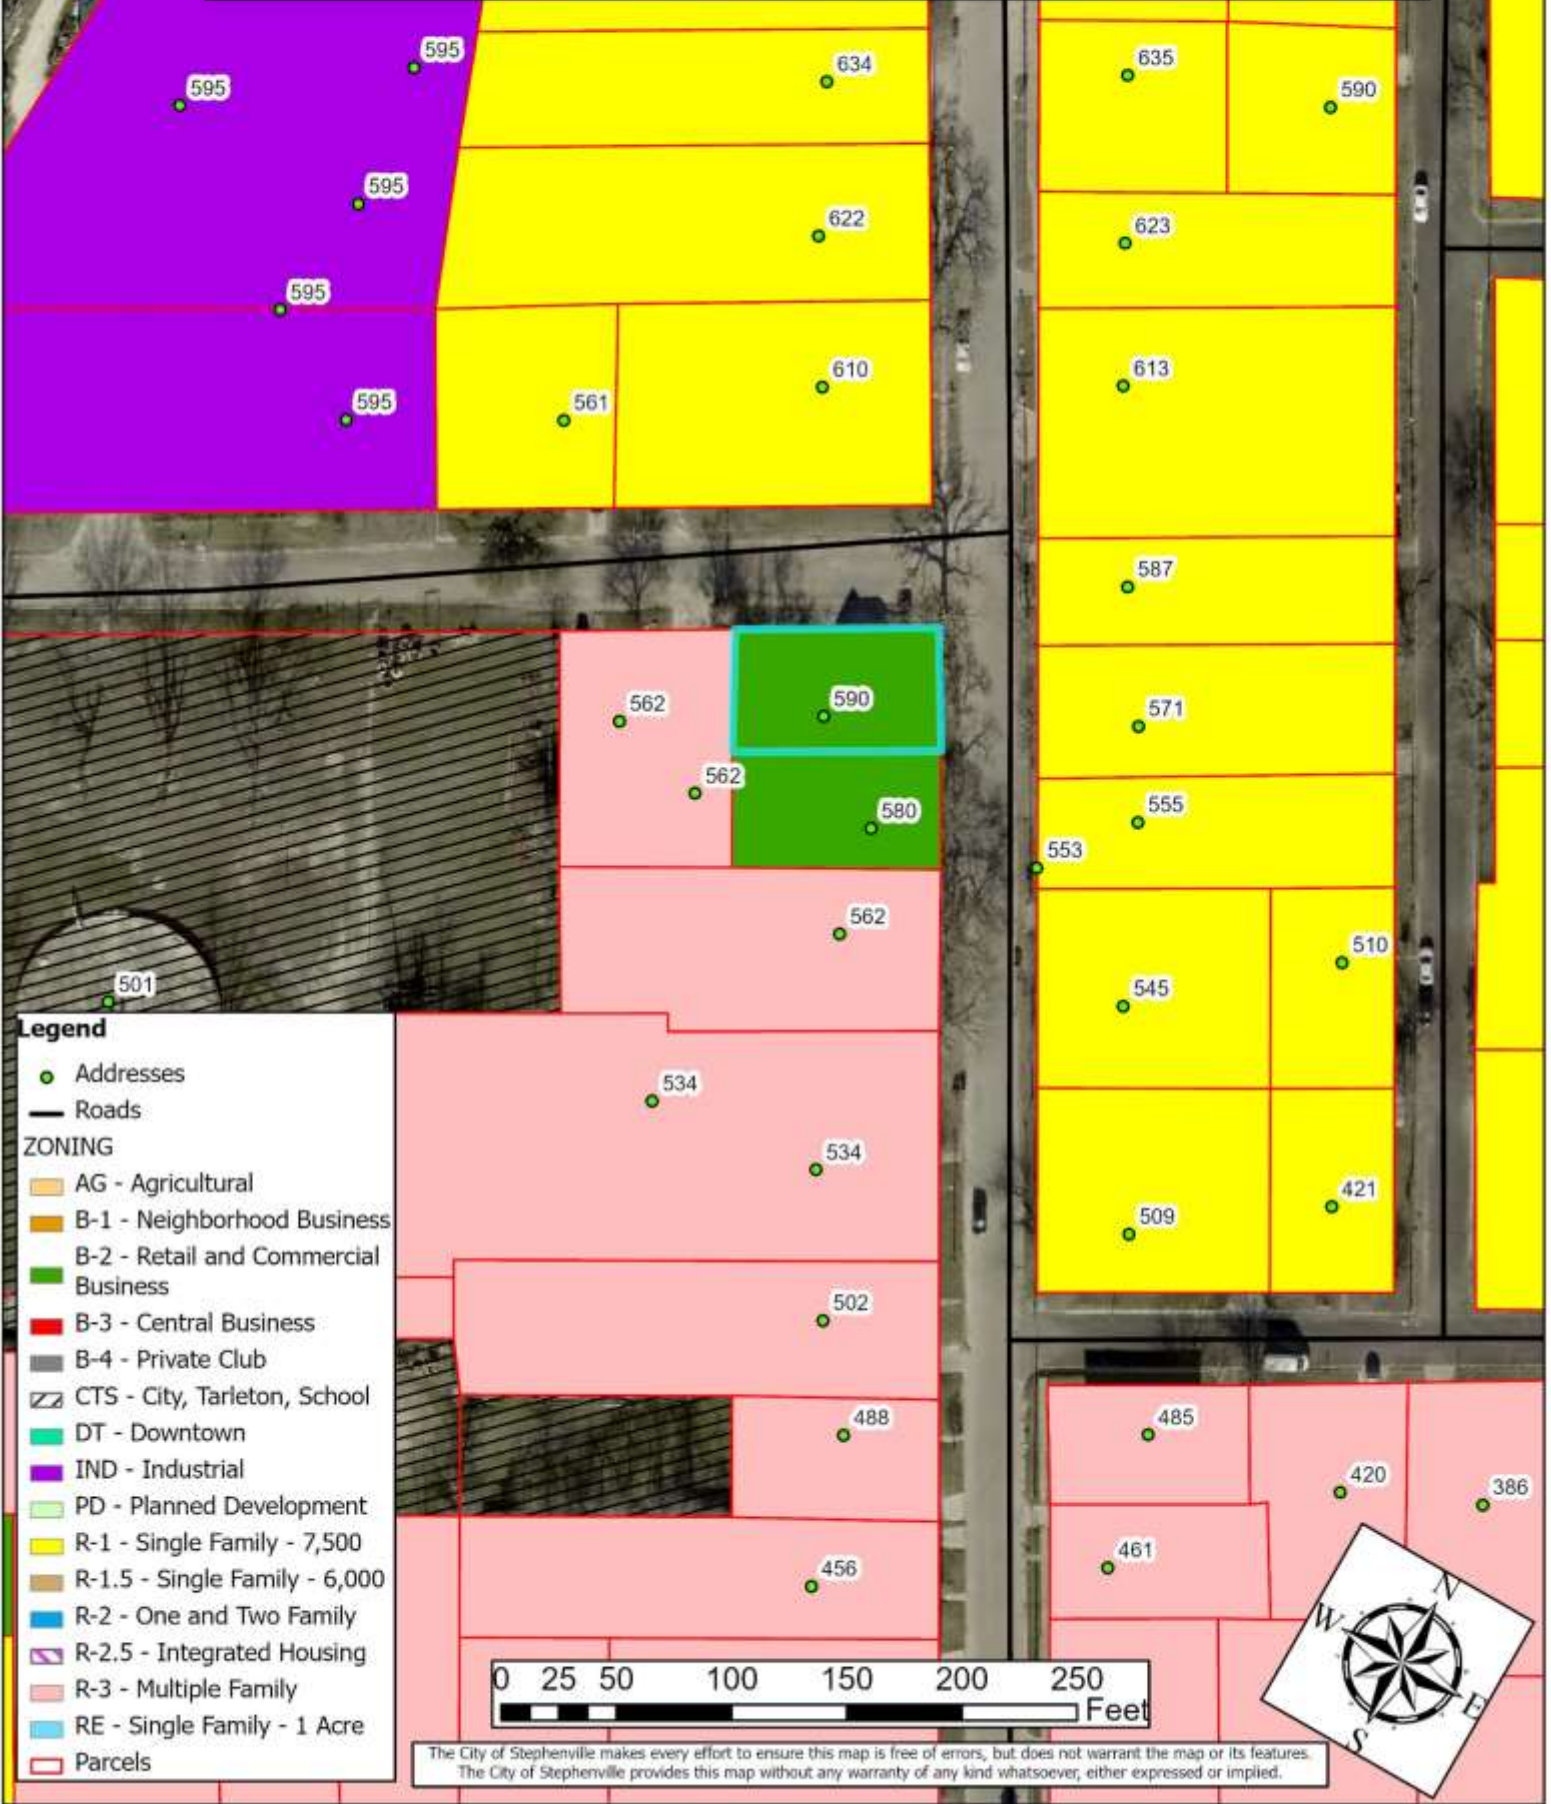 595
634
635
595
590
595
622
623
595
610
613
595
561
587
562
590
571
562
580
555
553
562
510
501
545
534
534
421
509
502
488
485
420
386
461
456
Legend
Addresses
Roads
ZONING
AG - Agricultural
B-1 - Neighborhood Business
B-2 - Retail and Commercial
Business
B-3 - Central Business
B-4 - Private Club
CTS - City, Tarleton, School
DT - Downtown
IND - Industrial
PD - Planned Development
R-1 - Single Family - 7,500
R-1.5 - Single Family - 6,000
R-2 - One and Two Family
R-2.5 - Integrated Housing
R-3 - Multiple Family
RE - Single Family - 1 Acre
Parcels
N
W
E
S
0 25 50 100 150 200 250
Feet
The City of Stephenville makes every effort to ensure this map is free of errors, but does not warrant the map or its features.
The City of Stephenville provides this map without any warranty of any kind whatsoever, either expressed or implied.